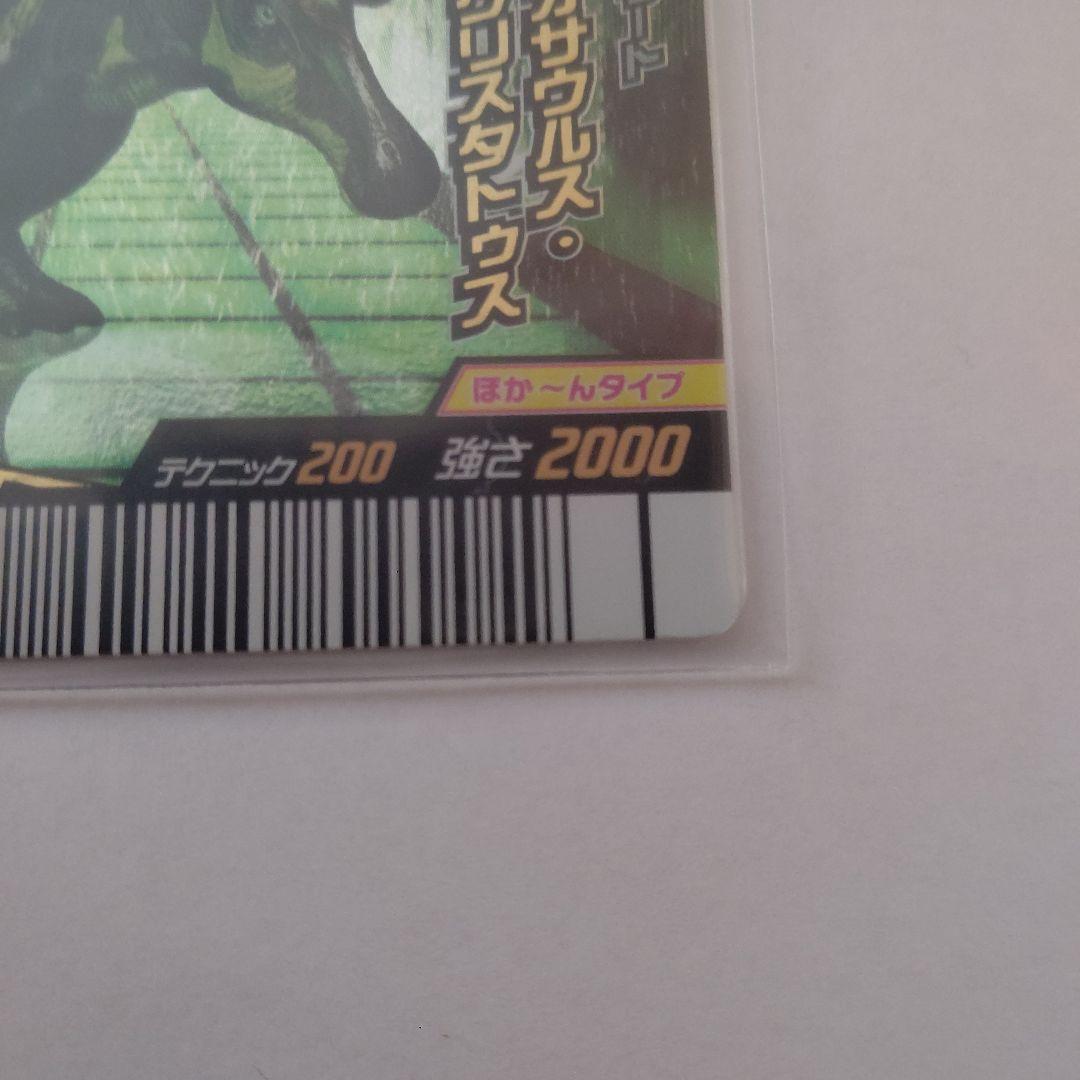 ート
ガサウルス・
クリスタトゥス
ほか～んタイプ
テクニック200 強さ2000